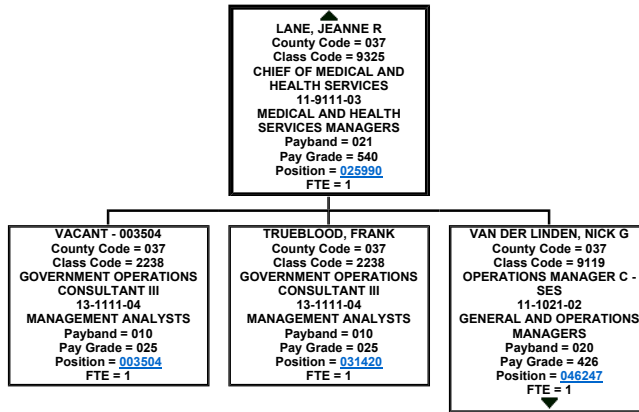 LANE, JEANNE R
County Code = 037
Class Code = 9325
CHIEF OF MEDICAL AND
HEALTH SERVICES
11-9111-03
MEDICAL AND HEALTH
SERVICES MANAGERS
Payband = 021
Pay Grade = 540
Position = 025990
FTE = 1
VACANT - 003504
County Code = 037
Class Code = 2238
GOVERNMENT OPERATIONS
CONSULTANT III
13-1111-04
MANAGEMENT ANALYSTS
Payband = 010
Pay Grade = 025
Position = 003504
FTE = 1
TRUEBLOOD, FRANK
County Code = 037
Class Code = 2238
GOVERNMENT OPERATIONS
CONSULTANT III
13-1111-04
MANAGEMENT ANALYSTS
Payband = 010
Pay Grade = 025
Position = 031420
FTE = 1
VAN DER LINDEN, NICK G
County Code = 037
Class Code = 9119
OPERATIONS MANAGER C -
SES
11-1021-02
GENERAL AND OPERATIONS
MANAGERS
Payband = 020
Pay Grade = 426
Position = 046247
FTE = 1